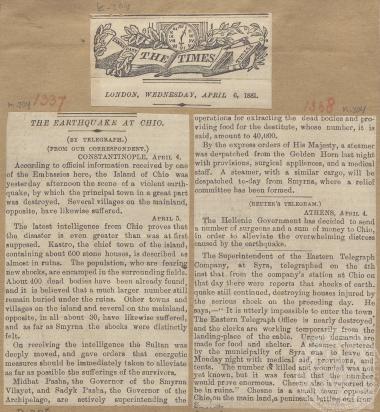 THE TIMES
LONDON, WEDNESDAY, APRIL 6, 1881.
1337
THE EARTHQUAKE AT CHIO.
(BY TELEGRAPH.)
(FROM OUR CORRESPONDENT.)
CONSTANTINOPLE, APRIL 4.
According to official information received by one
of the Embassies here, the Island of Chio was
yesterday afternoon the scene of a violent earth-
quake, by which the principal town in a great part
was destroyed. Several villages on the mainland,
opposite, have likewise suffered.
APRIL 5.
The latest intelligence from Chio proves that
the disaster is even greater than was at first
supposed. Kastro, the chief town of the island,
containing about 600 stone houses, is described as
almost in ruins. The population, who are fearing
new shocks, are encamped in the surrounding fields.
About 400 dead bodies have been already found,
and it is believed that a much larger number still
remain buried under the ruins. Other towns and
villages on the island and several on the mainland,
opposite, in all about 30, have likewise suffered,
and as far as Smyrna the shocks were distinctly
felt.
On receiving the intelligence the Sultan was
deeply moved, and gave orders that energetic
measures should be immediately taken to alleviate
as far as possible the sufferings of the survivors.
Midhat Pasha, the Governor of the Smyrna
Vilayet, and Sadyk Pasha, the Governor of the
Archipelago, are actively superintending the
operations for extracting the dead bodies and pro-
viding food for the destitute, whose number, it is
said, amount to 40,000.
By the express orders of His Majesty, a steamer
was despatched from the Golden Horn last night
with provisions, surgical appliances, and a medical
staff. A steamer, with a similar cargo, will be
despatched to-day from Smyrna, where a relief
committee has been formed.
(REUTER'S TELEGRAM.)
ATHENS, APRIL 4.
The Hellenic Government has decided to send
a number of surgeons and a sum of money to Chio,
in order to alleviate the overwhelming distress
caused by the earthquake.
The Superintendent of the Eastern Telegraph
Company, at Syra, telegraphed on the 4th
inst. that from the company's station at Chio on
that day there were reports that shocks of earth-
quake still continued, destroying houses injured by
the serious shock on the preceding day. He
says,—" It is utterly impossible to enter the town
The Eastern Telegraph Office is nearly destroyed
and the clerks are working temporarily from the
landing-place of the cable. Urgent demands are
made for food and shelter. A steamer chartered
by the municipality of Syra was to leave on
Monday night with medical aid, provisions, and
tents. The number of killed and wounded was not
yet known, but it was feared that the number
would prove enormous. Chesme also is reported to
be in ruins." Chesme is a small town opposite
Chio, on the main land, a peninsula jutting out from